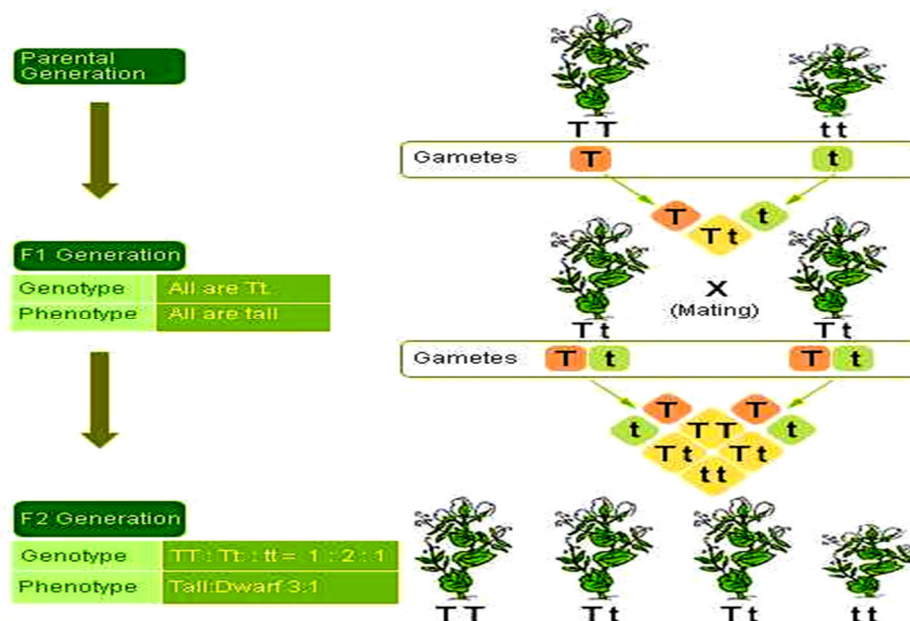 Parental
Generation
TT
tt
Gametes
T
t
T
t
Tt
F1 Generation
Genotype
All are Tt
Phenotype
All are tall
X
(Mating)
Tt
Tt
Gametes
T t
T t
T
T
t
TT
t
Tt
Tt
tt
F2 Generation
Genotype
TT : Tt : tt = 1 : 2 : 1
Phenotype
Tall:Dwarf 3:1
TT
Tt
Tt
tt